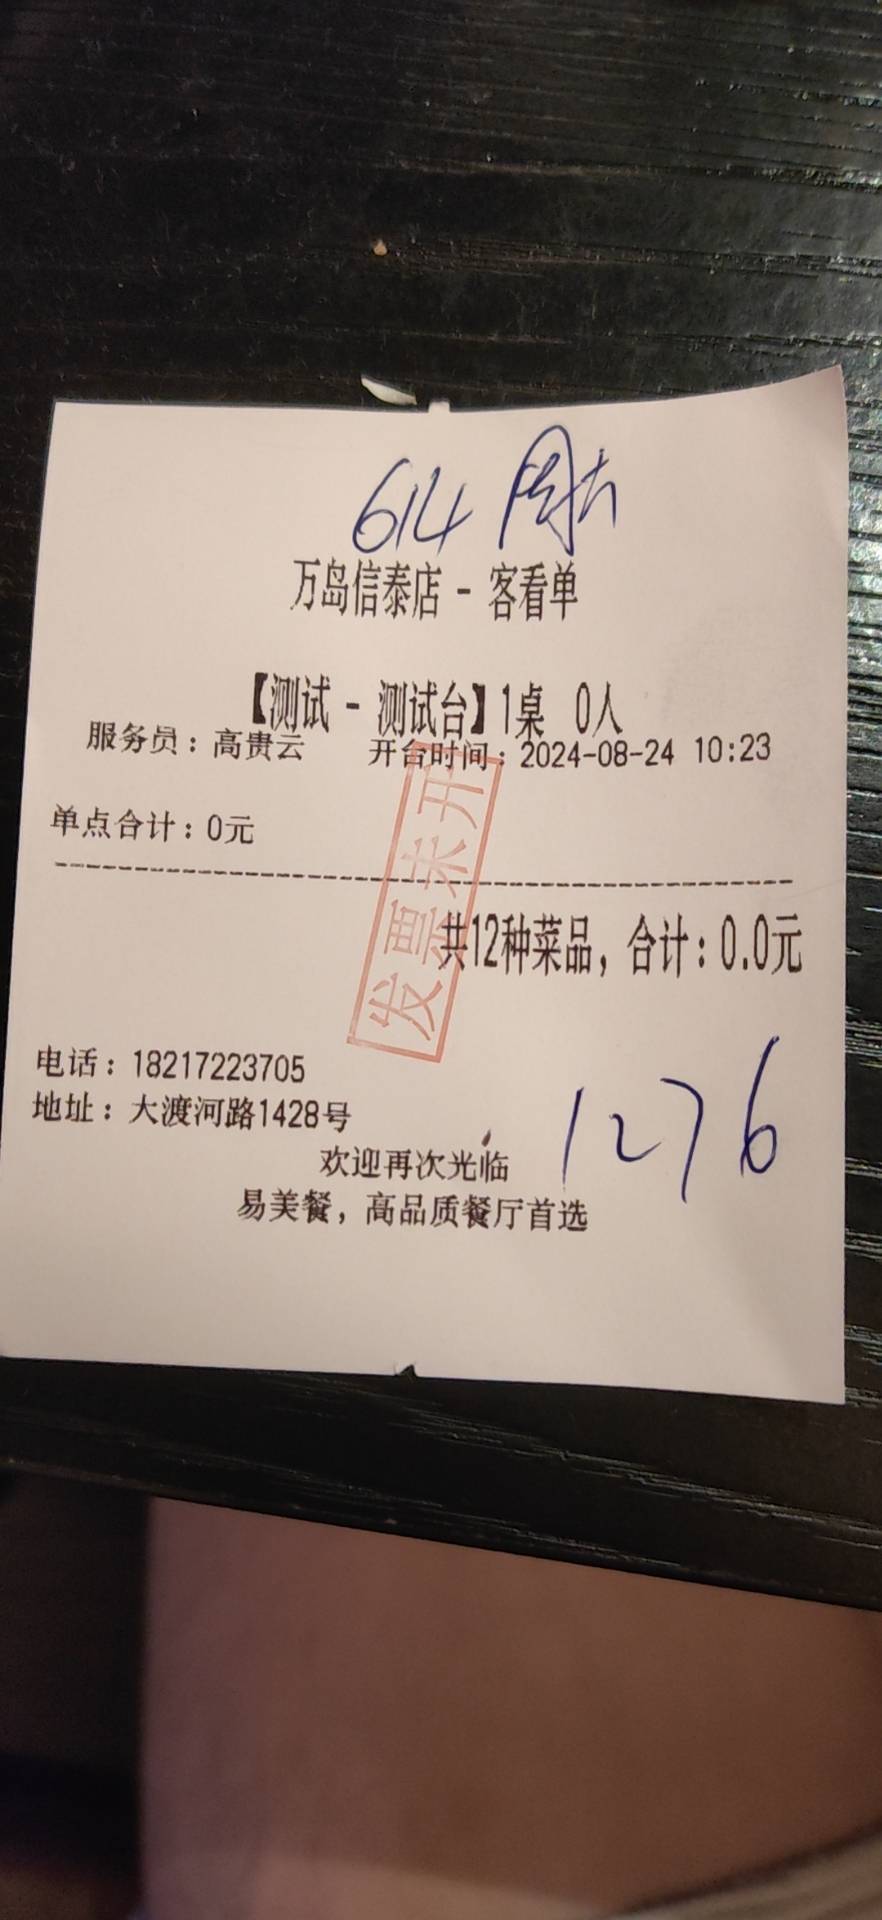 614 周
万岛信泰店 - 客看单
【测试 - 测试台】1桌 0人
服务员：高贵云 开台时间：2024-08-24 10:23
单点合计：0元
发票未开
共12种菜品，合计：0.0元
电话：18217223705
地址：大渡河路1428号
1276
欢迎再次光临
易美餐，高品质餐厅首选